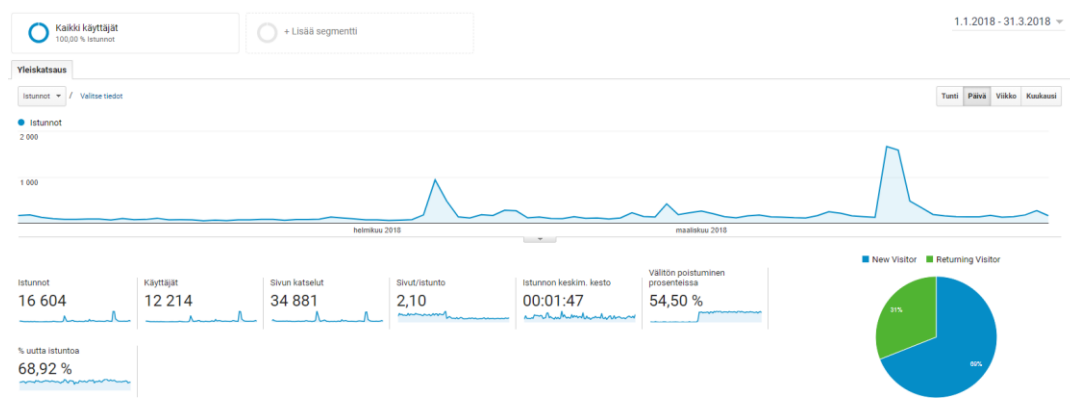 Kaikki käyttäjät
100,00 % Istunnot
+ Lisää segmentti
1.1.2018 - 31.3.2018
Yleiskatsaus
Istunnot / Valitse tiedot
Tunti Päivä Viikko Kuukausi
Istunnot
2 000
1 000
helmikuu 2018 maaliskuu 2018
New Visitor Returning Visitor
Istunnot
16 604
Käyttäjät
12 214
Sivun katselut
34 881
Sivut/istunto
2,10
Istunnon keskim. kesto
00:01:47
Välitön poistuminen
prosenteissa
54,50 %
% uutta istuntoa
68,92 %
31%
69%